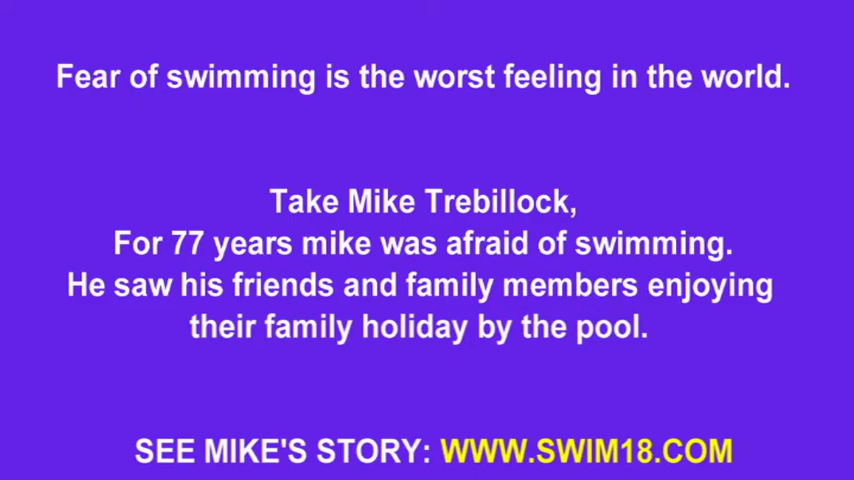 Fear of swimming is the worst feeling in the world.
Take Mike Trebillock,
For 77 years mike was afraid of swimming.
He saw his friends and family members enjoying
their family holiday by the pool.
SEE MIKE'S STORY: WWW.SWIM18.COM